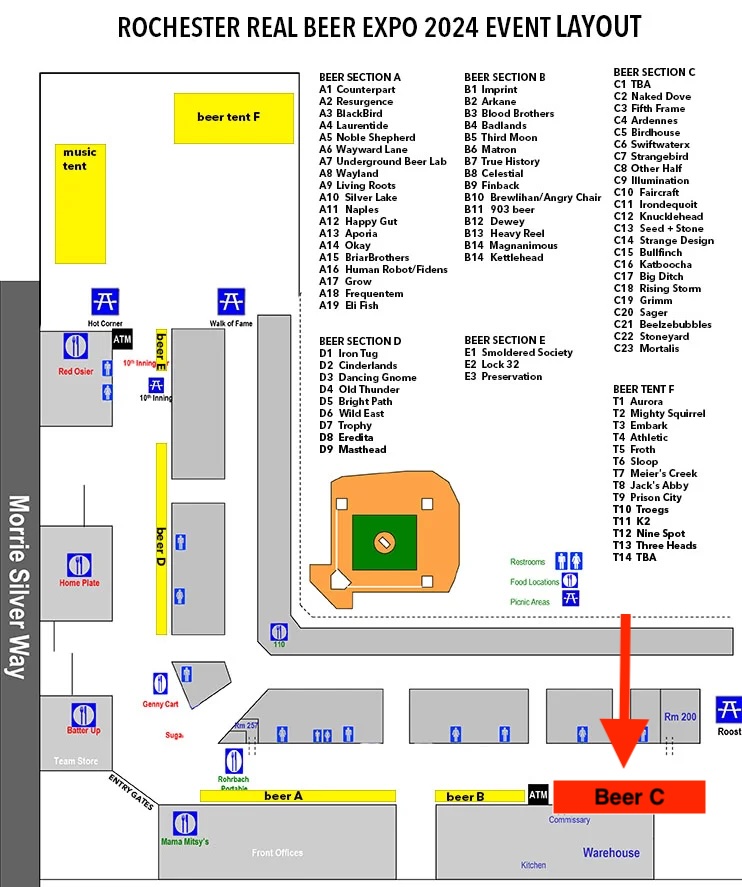 ROCHESTER REAL BEER EXPO 2024 EVENT LAYOUT
BEER SECTION A
A1 Counterpart
A2 Resurgence
A3 BlackBird
A4 Laurentide
A5 Noble Shepherd
A6 Wayward Lane
A7 Underground Beer Lab
A8 Wayland
A9 Living Roots
A10 Silver Lake
A11 Naples
A12 Happy Gut
A13 Aporia
A14 Okay
A15 BriarBrothers
A16 Human Robot/Fidens
A17 Grow
A18 Frequentem
A19 Eli Fish
BEER SECTION B
B1 Imprint
B2 Arkane
B3 Blood Brothers
B4 Badlands
B5 Third Moon
B6 Matron
B7 True History
B8 Celestial
B9 Finback
B10 Brewlihan/Angry Chair
B11 903 beer
B12 Dewey
B13 Heavy Reel
B14 Magnanimous
B14 Kettlehead
BEER SECTION C
C1 TBA
C2 Naked Dove
C3 Fifth Frame
C4 Ardennes
C5 Birdhouse
C6 Swiftwaterx
C7 Strangebird
C8 Other Half
C9 Illumination
C10 Faircraft
C11 Irondequoit
C12 Knucklehead
C13 Seed + Stone
C14 Strange Design
C15 Bullfinch
C16 Katboocha
C17 Big Ditch
C18 Rising Storm
C19 Grimm
C20 Sager
C21 Beelzebubbles
C22 Stoneyard
C23 Mortalis
BEER SECTION D
D1 Iron Tug
D2 Cinderlands
D3 Dancing Gnome
D4 Old Thunder
D5 Bright Path
D6 Wild East
D7 Trophy
D8 Eredita
D9 Masthead
BEER SECTION E
E1 Smoldered Society
E2 Lock 32
E3 Preservation
BEER TENT F
T1 Aurora
T2 Mighty Squirrel
T3 Embark
T4 Athletic
T5 Froth
T6 Sloop
T7 Meier's Creek
T8 Jack's Abby
T9 Prison City
T10 Troegs
T11 K2
T12 Nine Spot
T13 Three Heads
T14 TBA
beer tent F
music
tent
Hot Corner
Walk of Fame
ATM
Red Osier
beer E
10th Inning
10th Inning
beer D
Morrie Silver Way
Home Plate
Restrooms
Food Locations
Picnic Areas
110
Genny Cart
Batter Up
Team Store
Rm 257
Rm 200
Roost
Rohrbach
Portable
ENTRY GATES
beer A
beer B
ATM
Beer C
Mama Mitsy's
Front Offices
Commissary
Warehouse
Kitchen